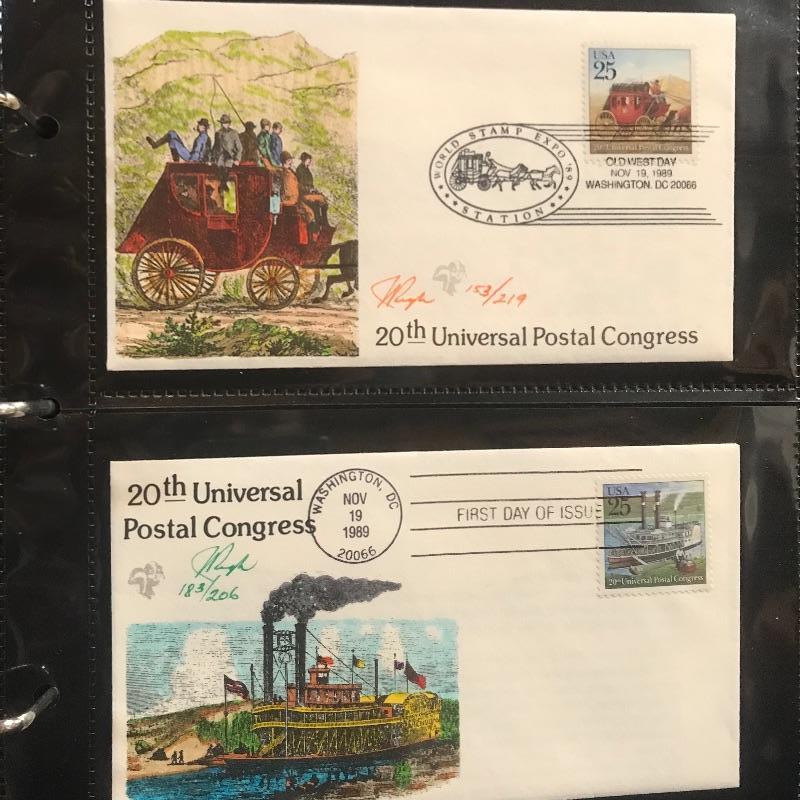 USA
25
20th Universal Postal Congress
WORLD STAMP EXPO '89
STATION
OLD WEST DAY
NOV 19, 1989
WASHINGTON, DC 20066
153/219
20th Universal Postal Congress
20th Universal
Postal Congress
WASHINGTON, DC
NOV
19
1989
20066
FIRST DAY OF ISSUE
USA
25
20th Universal Postal Congress
183/206